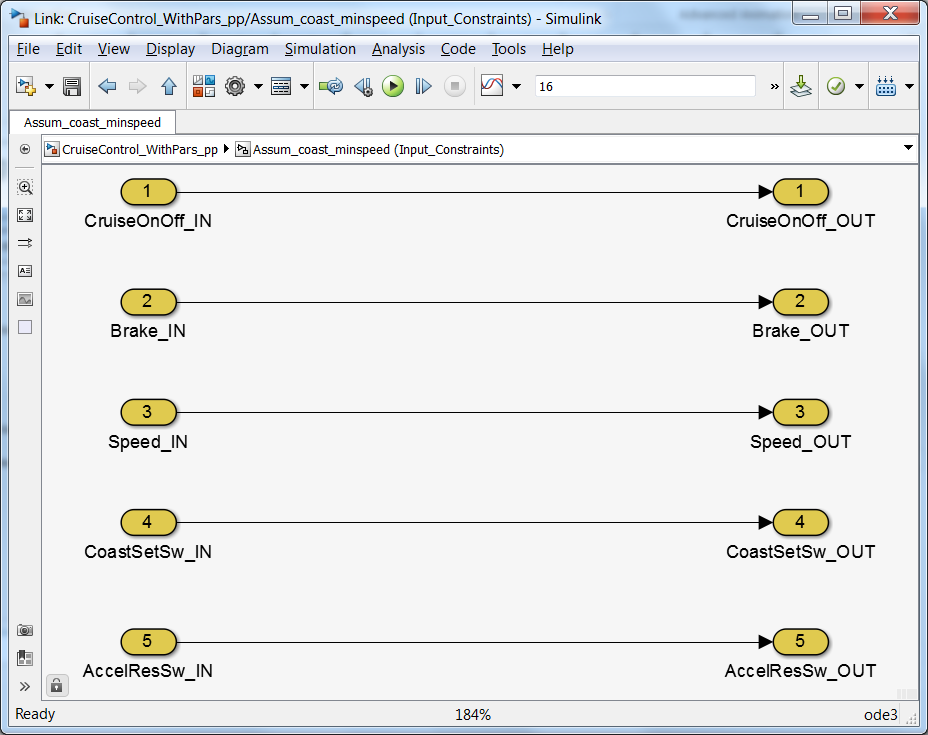 Link: CruiseControl_WithPars_pp/Assum_coast_minspeed (Input_Constraints) - Simulink
File Edit View Display Diagram Simulation Analysis Code Tools Help
16 »
Assum_coast_minspeed
CruiseControl_WithPars_pp Assum_coast_minspeed (Input_Constraints)
1 1
CruiseOnOff_IN CruiseOnOff_OUT
2 2
Brake_IN Brake_OUT
3 3
Speed_IN Speed_OUT
4 4
CoastSetSw_IN CoastSetSw_OUT
5 5
AccelResSw_IN AccelResSw_OUT
Ready 184% ode3